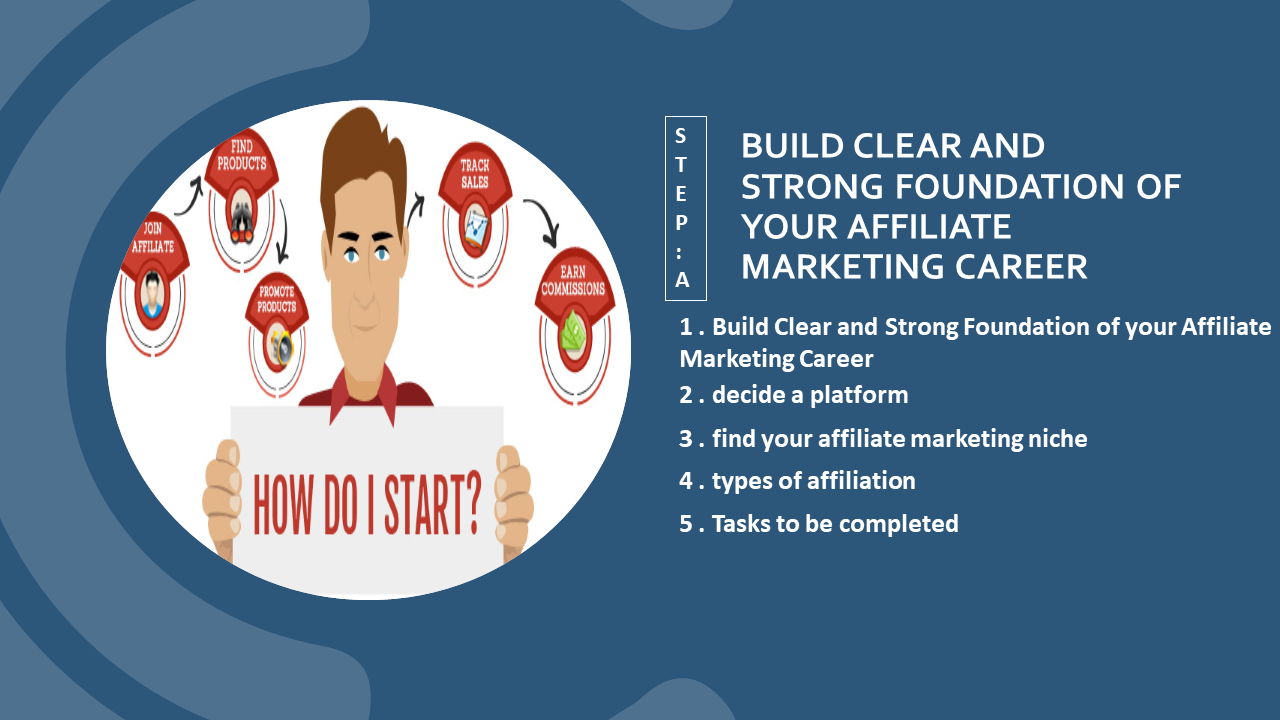 FIND
PRODUCTS
JOIN
AFFILIATE
PROMOTE
PRODUCTS
TRACK
SALES
EARN
COMMISSIONS
HOW DO I START?
S
T
E
P
:
A
BUILD CLEAR AND
STRONG FOUNDATION OF
YOUR AFFILIATE
MARKETING CAREER
1 . Build Clear and Strong Foundation of your Affiliate
Marketing Career
2 . decide a platform
3 . find your affiliate marketing niche
4 . types of affiliation
5 . Tasks to be completed